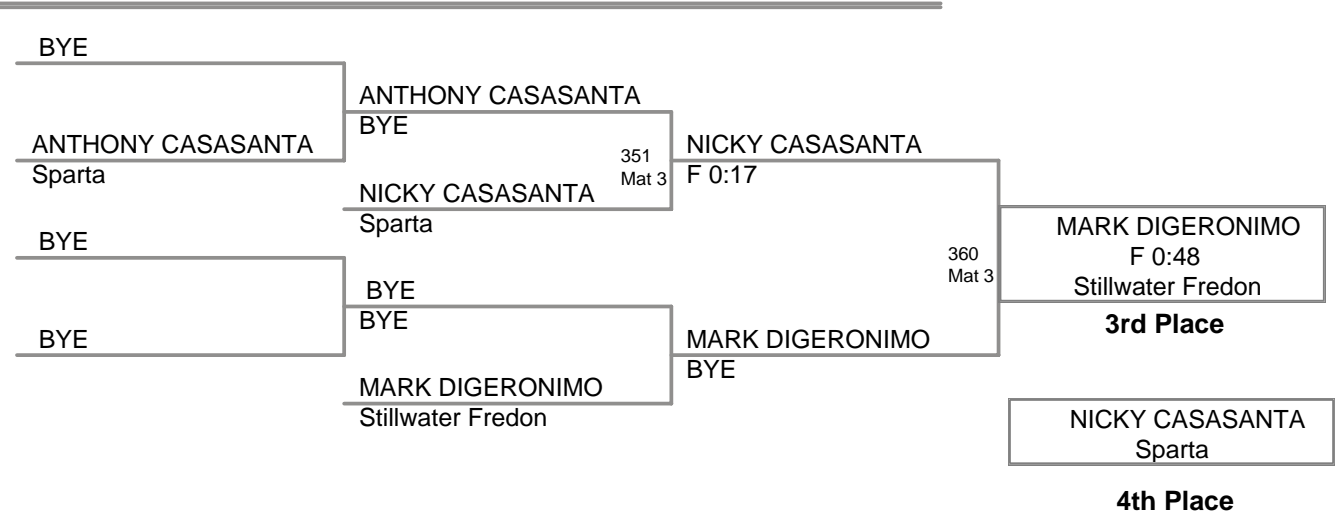 BYE
ANTHONY CASASANTA
Sparta
BYE
BYE
ANTHONY CASASANTA
BYE
NICKY CASASANTA
Sparta
BYE
BYE
MARK DIGERONIMO
Stillwater Fredon
351
Mat 3
NICKY CASASANTA
F 0:17
MARK DIGERONIMO
BYE
360
Mat 3
MARK DIGERONIMO
F 0:48
Stillwater Fredon
3rd Place
NICKY CASASANTA
Sparta
4th Place